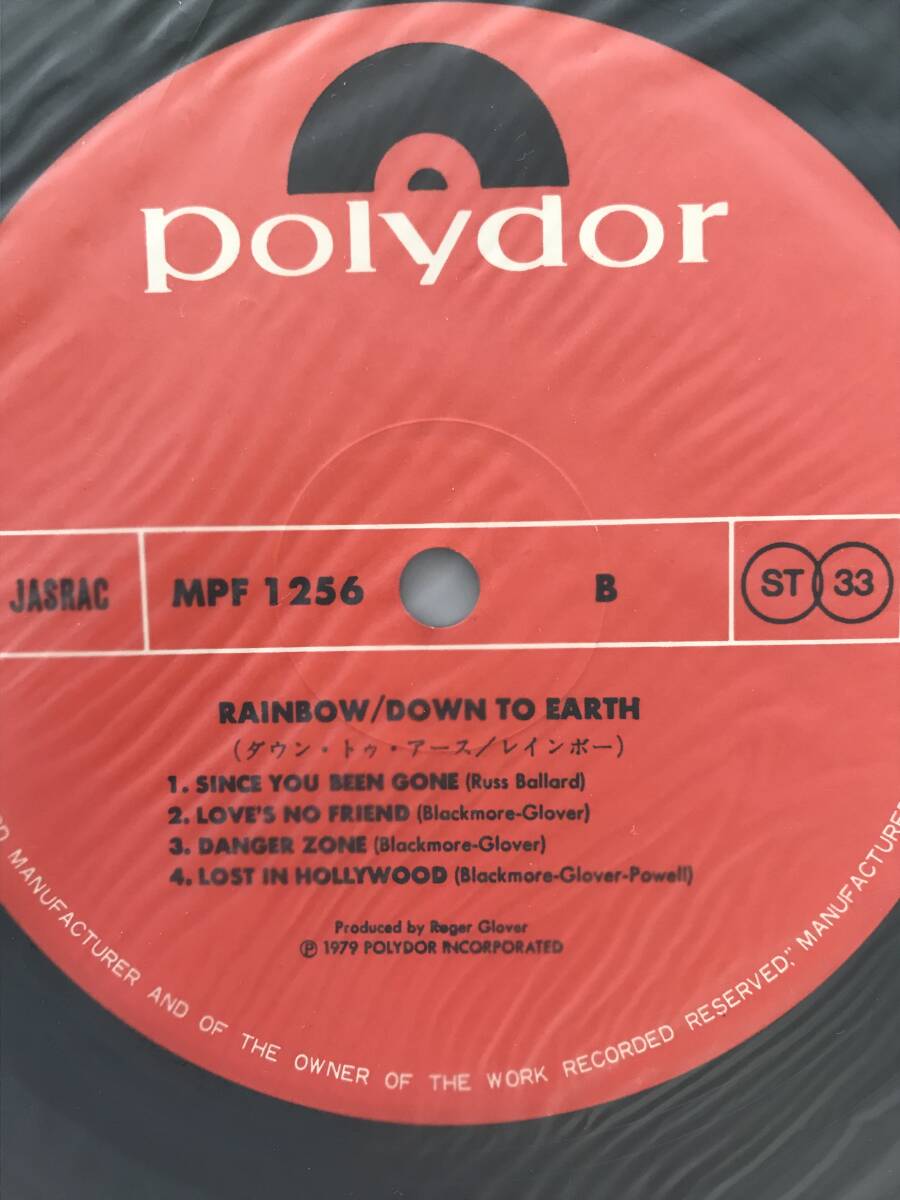 polydor
JASRAC MPF 1256 B ST 33
RAINBOW/DOWN TO EARTH
(ダウン・トゥ・アース/レインボー)
1. SINCE YOU BEEN GONE (Russ Ballard)
2. LOVE'S NO FRIEND (Blackmore-Glover)
3. DANGER ZONE (Blackmore-Glover)
4. LOST IN HOLLYWOOD (Blackmore-Glover-Powell)
Produced by Roger Glover
Ⓟ 1979 POLYDOR INCORPORATED
MANUFACTURER AND OF THE OWNER OF THE WORK RECORDED RESERVED," MANUFACTURE